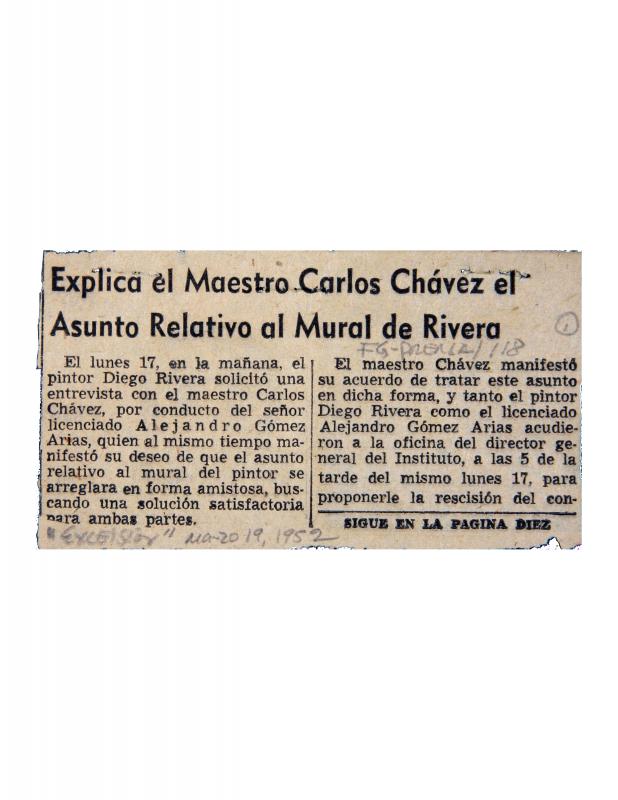 Explica el Maestro Carlos Chávez el
Asunto Relativo al Mural de Rivera
1
118
El lunes 17, en la mañana, el
pintor Diego Rivera solicitó una
entrevista con el maestro Carlos
Chávez, por conducto del señor
licenciado Alejandro Gómez
Arias, quien al mismo tiempo ma-
nifestó su deseo de que el asunto
relativo al mural del pintor se
arreglara en forma amistosa, bus-
cando una solución satisfactoria
para ambas partes.
El maestro Chávez manifestó
su acuerdo de tratar este asunto
en dicha forma, y tanto el pintor
Diego Rivera como el licenciado
Alejandro Gómez Arias acudie-
ron a la oficina del director ge-
neral del Instituto, a las 5 de la
tarde del mismo lunes 17, para
proponerle la rescisión del con-
SIGUE EN LA PAGINA DIEZ
"Excelsior" Marzo 19, 1952